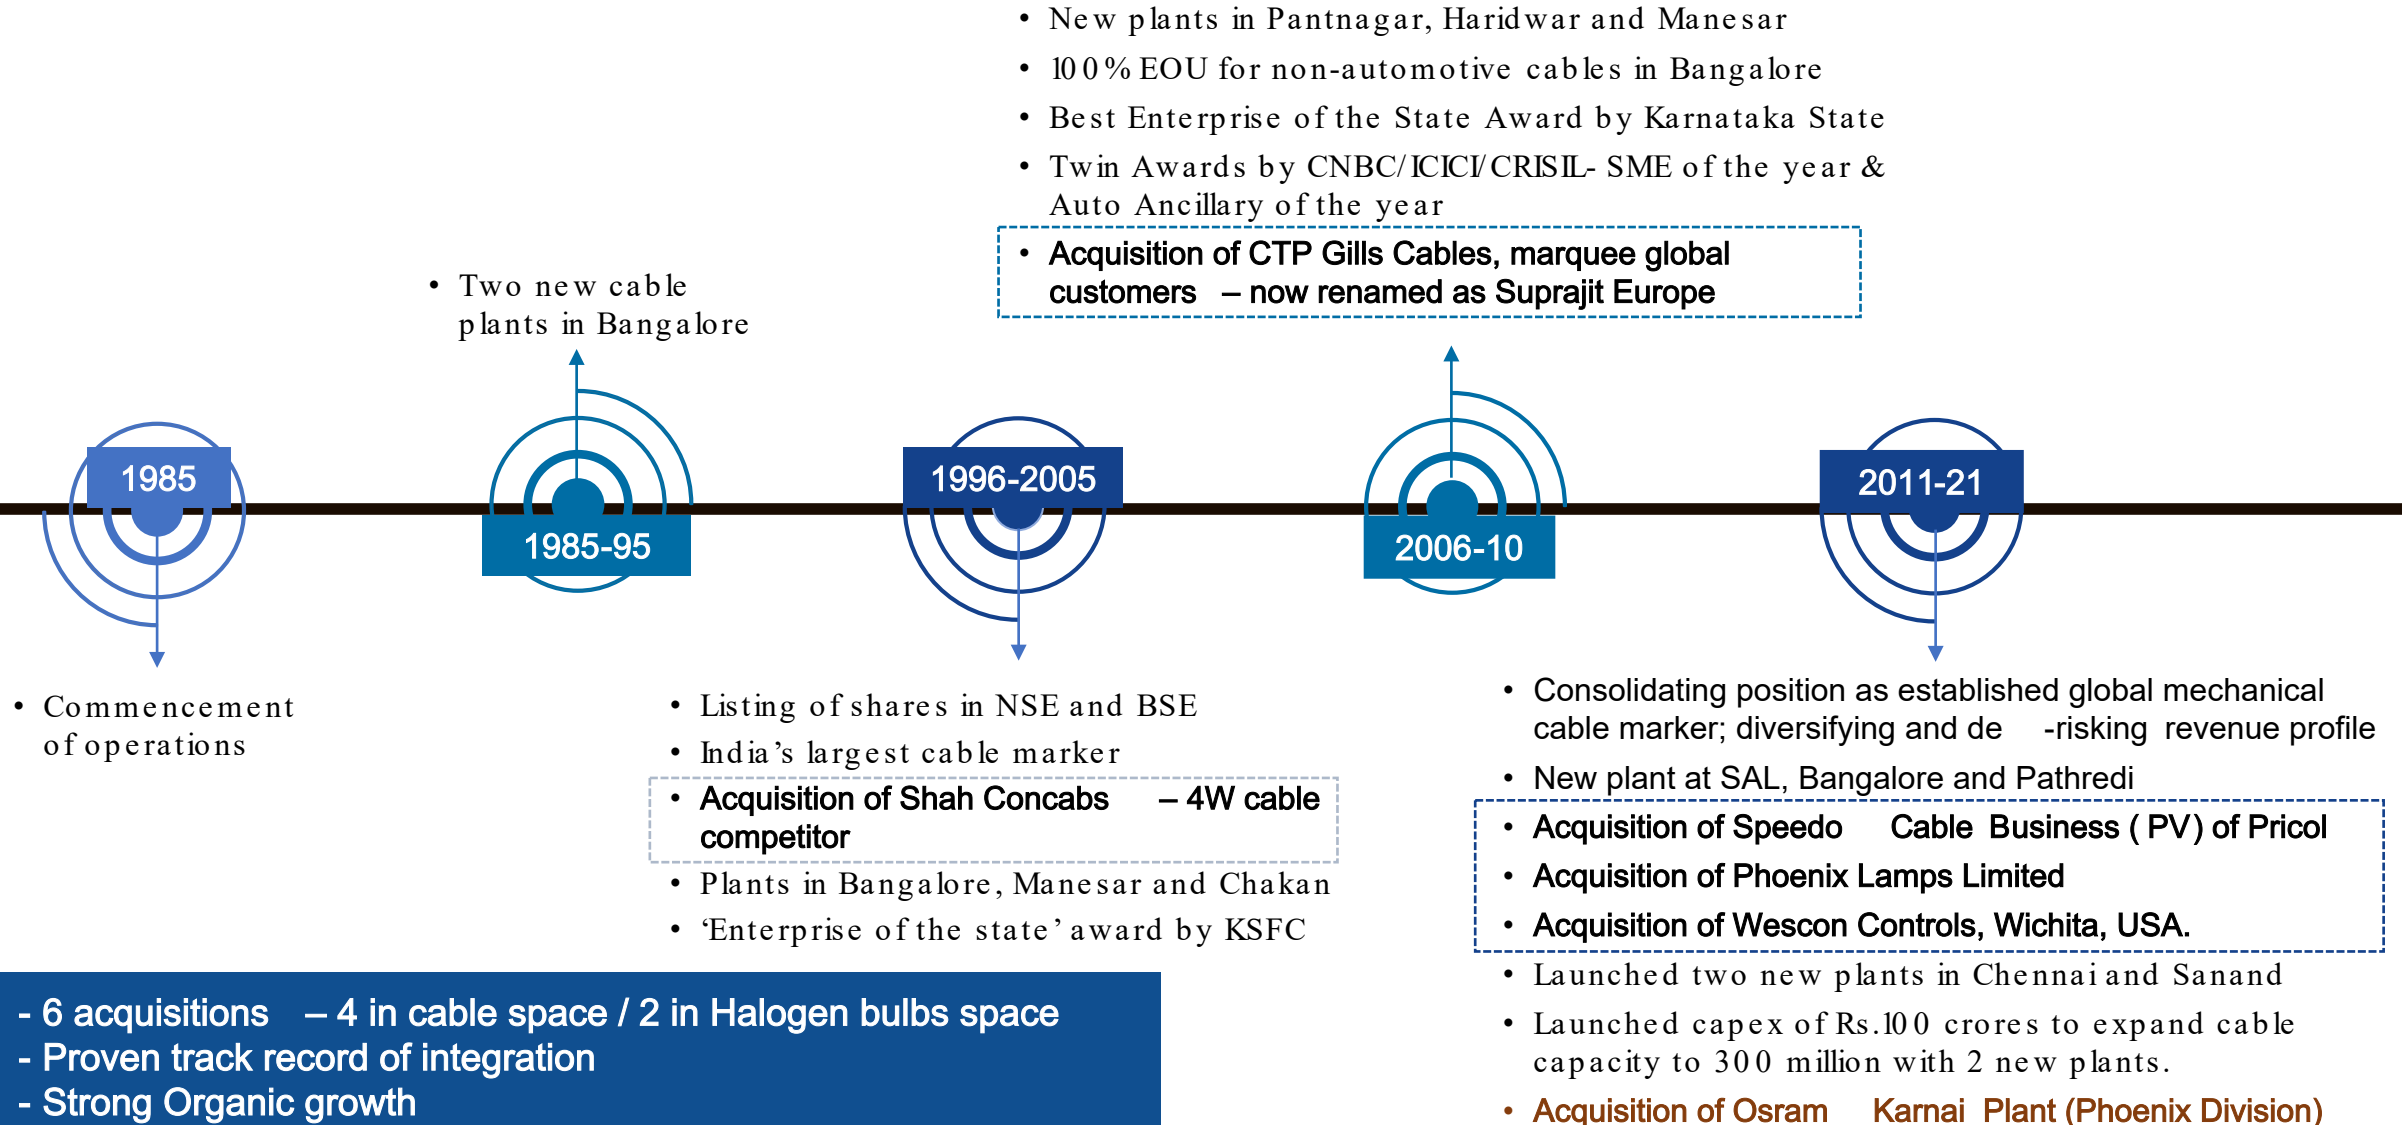 • New plants in Pantnagar, Haridwar and Manesar
• 100% EOU for non-automotive cables in Bangalore
• Best Enterprise of the State Award by Karnataka State
• Twin Awards by CNBC/ICICI/CRISIL- SME of the year &
Auto Ancillary of the year
• Acquisition of CTP Gills Cables, marquee global
customers – now renamed as Suprajit Europe
• Two new cable
plants in Bangalore
1985
1985-95
1996-2005
2006-10
2011-21
• Commencement
of operations
• Listing of shares in NSE and BSE
• India’s largest cable marker
• Acquisition of Shah Concabs – 4W cable
competitor
• Plants in Bangalore, Manesar and Chakan
• ‘Enterprise of the state’ award by KSFC
• Consolidating position as established global mechanical
cable marker; diversifying and de -risking revenue profile
• New plant at SAL, Bangalore and Pathredi
• Acquisition of Speedo Cable Business ( PV) of Pricol
• Acquisition of Phoenix Lamps Limited
• Acquisition of Wescon Controls, Wichita, USA.
• Launched two new plants in Chennai and Sanand
• Launched capex of Rs.100 crores to expand cable
capacity to 300 million with 2 new plants.
• Acquisition of Osram Karnai Plant (Phoenix Division)
- 6 acquisitions – 4 in cable space / 2 in Halogen bulbs space
- Proven track record of integration
- Strong Organic growth